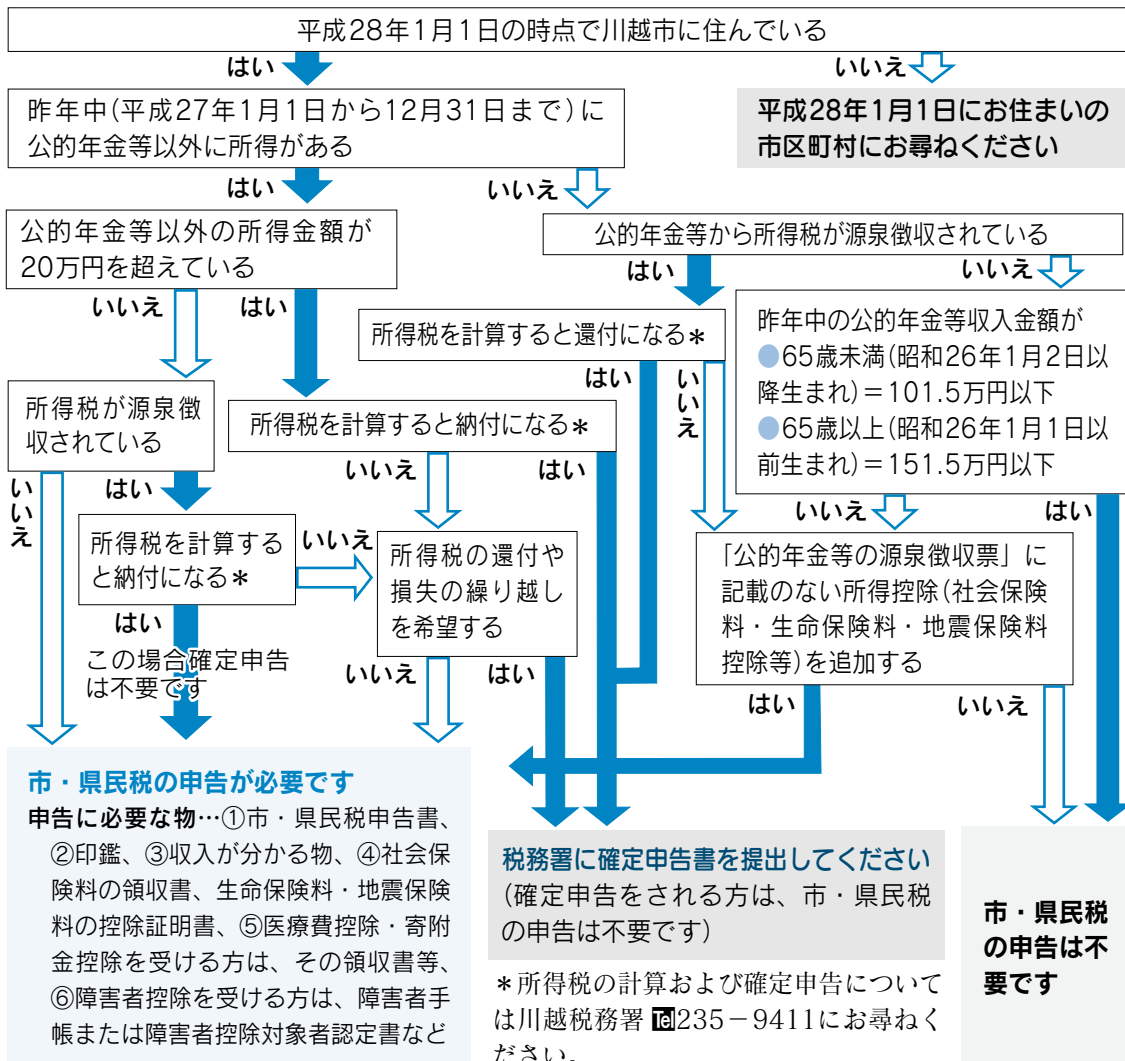 平成28年1月1日の時点で川越市に住んでいる
はい
いいえ
昨年中(平成27年1月1日から12月31日まで)に
公的年金等以外に所得がある
平成28年1月1日にお住まいの
市区町村にお尋ねください
はい
いいえ
公的年金等以外の所得金額が
20万円を超えている
公的年金等から所得税が源泉徴収されている
いいえ
はい
はい
いいえ
所得税を計算すると還付になる*
昨年中の公的年金等収入金額が
●65歳未満(昭和26年1月2日以
降生まれ)=101.5万円以下
●65歳以上(昭和26年1月1日以
前生まれ)=151.5万円以下
はい
いいえ
所得税が源泉徴
収されている
所得税を計算すると納付になる*
いいえ
はい
いいえ
はい
いいえ
はい
所得税を計算する
と納付になる*
いいえ
所得税の還付や
損失の繰り越し
を希望する
「公的年金等の源泉徴収票」に
記載のない所得控除(社会保険
料・生命保険料・地震保険料
控除等)を追加する
はい
この場合確定申告
は不要です
いいえ
はい
はい
いいえ
市・県民税の申告が必要です
申告に必要な物…①市・県民税申告書、
②印鑑、③収入が分かる物、④社会保
険料の領収書、生命保険料・地震保険
料の控除証明書、⑤医療費控除・寄附
金控除を受ける方は、その領収書等、
⑥障害者控除を受ける方は、障害者手
帳または障害者控除対象者認定書など
税務署に確定申告書を提出してください
(確定申告をされる方は、市・県民税
の申告は不要です)
*所得税の計算および確定申告について
は川越税務署 Tel235-9411にお尋ねく
ださい。
市・県民税
の申告は不
要です